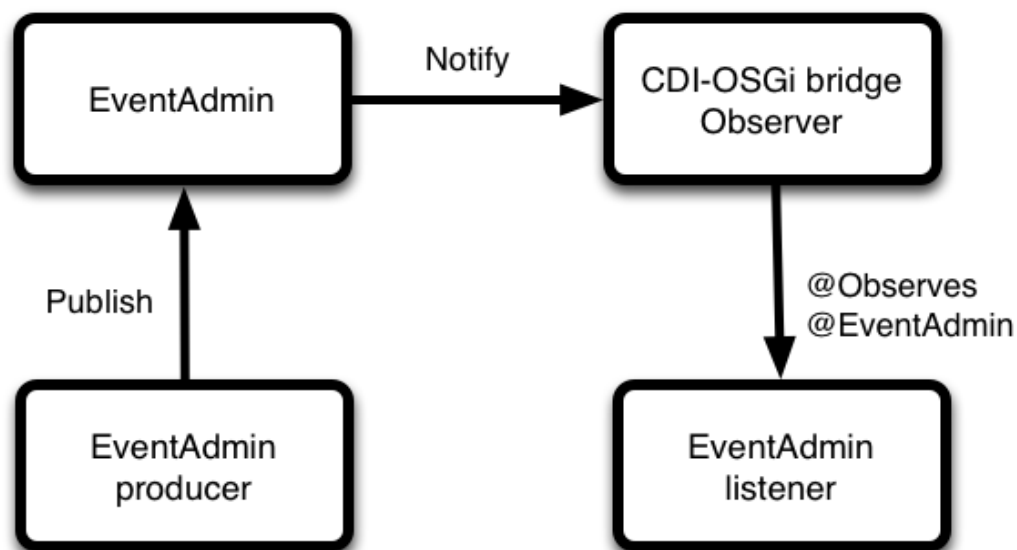 EventAdmin
Notify
CDI-OSGi bridge
Observer
Publish
@Observes
@EventAdmin
EventAdmin
producer
EventAdmin
listener